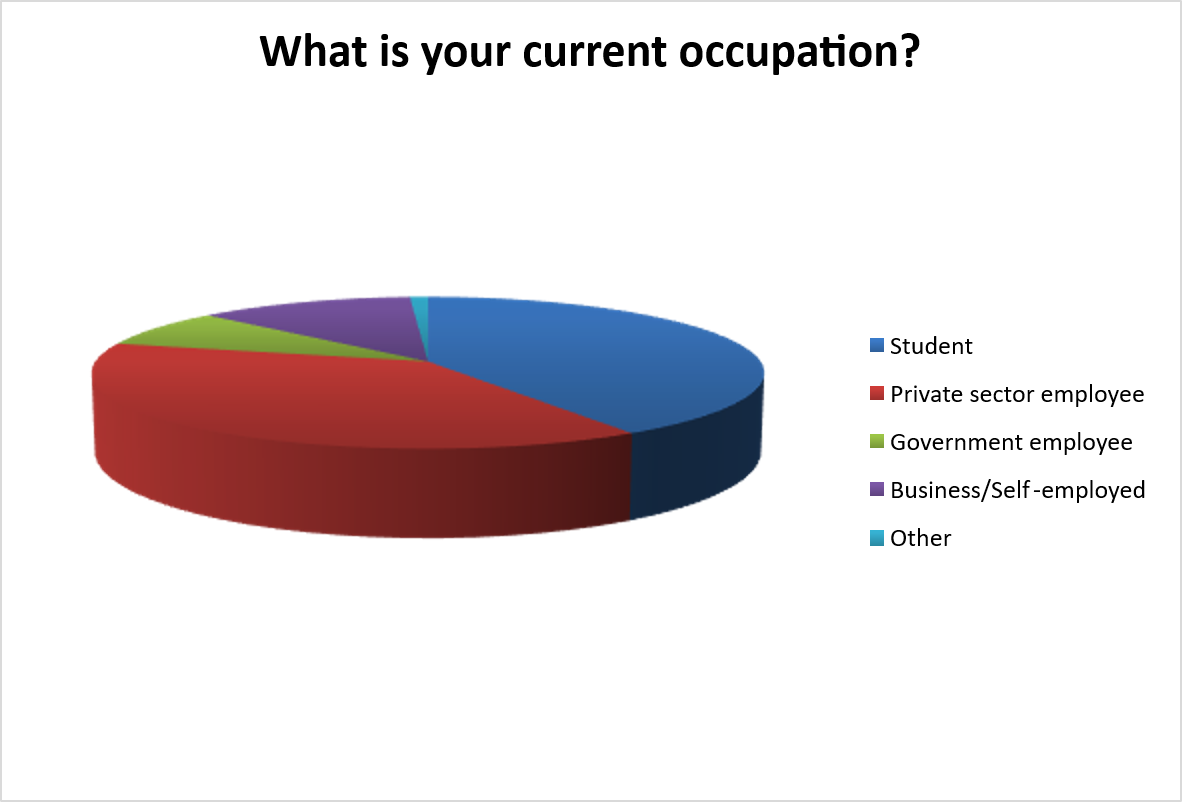 What is your current occupation?
Student
Private sector employee
Government employee
Business/Self-employed
Other